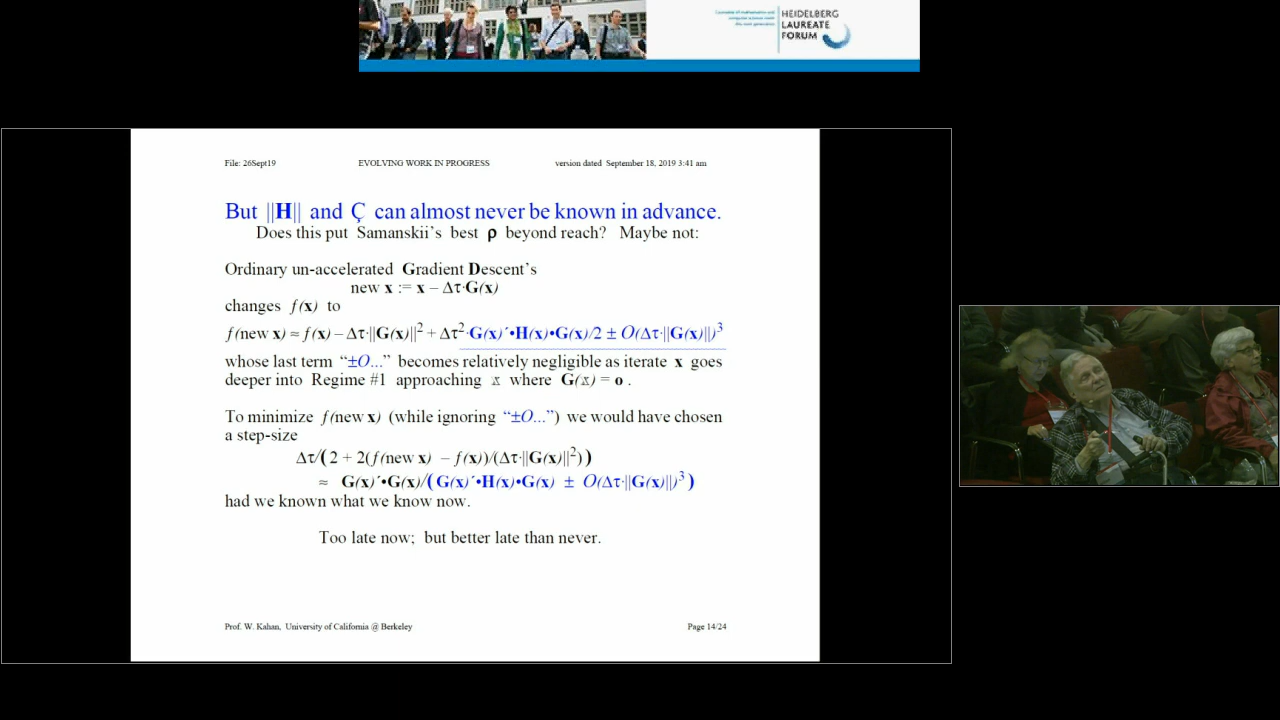 HEIDELBERG
LAUREATE
FORUM
File: 26Sept19 EVOLVING WORK IN PROGRESS version dated September 18, 2019 3:41 am
But ||H|| and Ç can almost never be known in advance.
Does this put Samanskii's best ρ beyond reach? Maybe not:
Ordinary un-accelerated Gradient Descent's
new x := x – Δτ·G(x)
changes ƒ(x) to
ƒ(new x) ≈ ƒ(x) – Δτ·||G(x)||² + Δτ²·G(x)´•H(x)•G(x)/2 ± O(Δτ·||G(x)||)³
whose last term “±O...” becomes relatively negligible as iterate x goes
deeper into Regime #1 approaching x where G(x) = o .
To minimize ƒ(new x) (while ignoring “±O...”) we would have chosen
a step-size
Δτ/( 2 + 2(ƒ(new x) – ƒ(x))/(Δτ·||G(x)||²) )
≈ G(x)´•G(x)/( G(x)´•H(x)•G(x) ± O(Δτ·||G(x)||)³ )
had we known what we know now.
Too late now; but better late than never.
Prof. W. Kahan, University of California @ Berkeley Page 14/24